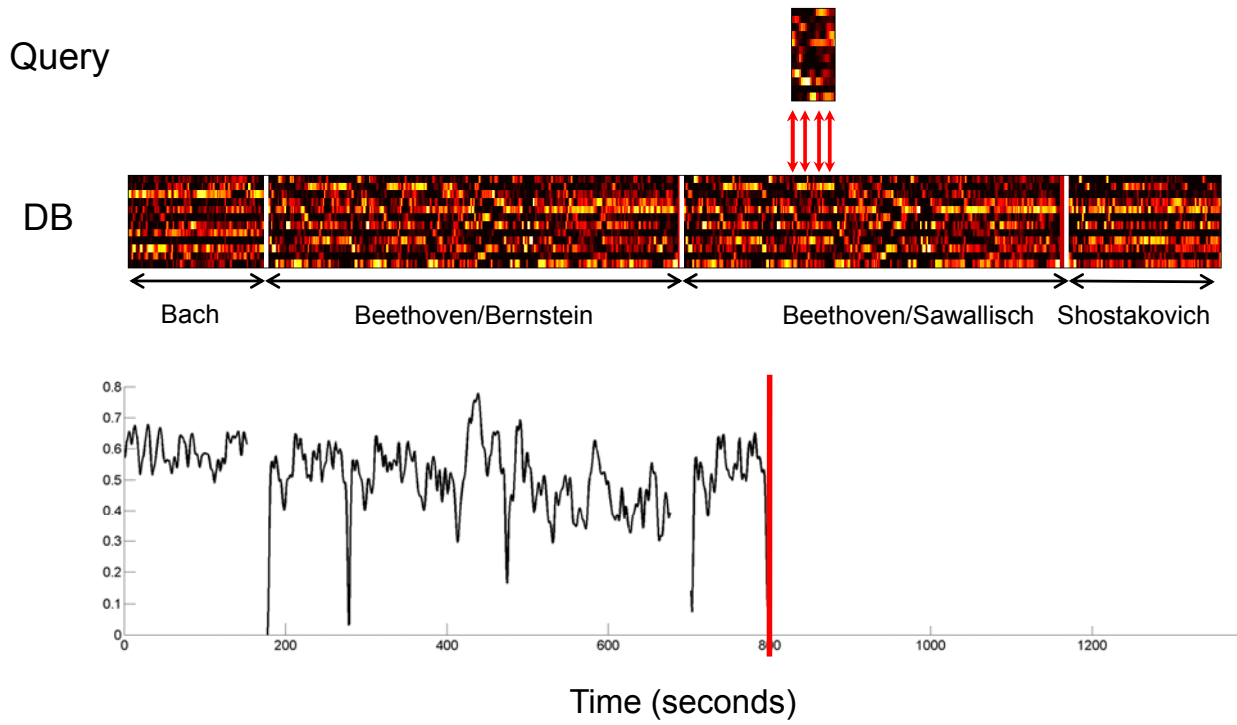 Query
DB
Bach
Beethoven/Bernstein
Beethoven/Sawallisch
Shostakovich
0.8
0.7
0.6
0.5
0.4
0.3
0.2
0.1
0
0 200 400 600 800 1000 1200
Time (seconds)